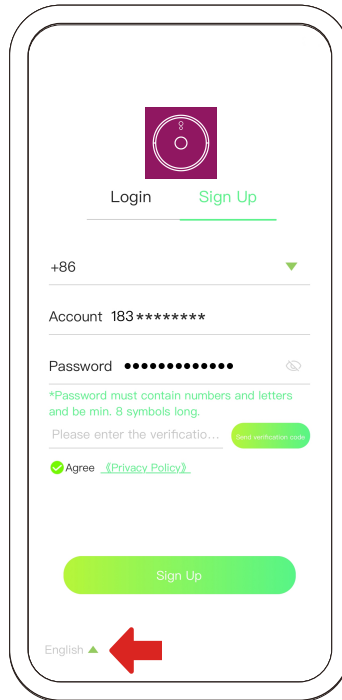 Login Sign Up
+86
Account 183********
Password •••••••••••••
*Password must contain numbers and letters
and be min. 8 symbols long.
Please enter the verificatio... Send verification code
Agree 《Privacy Policy》
Sign Up
English